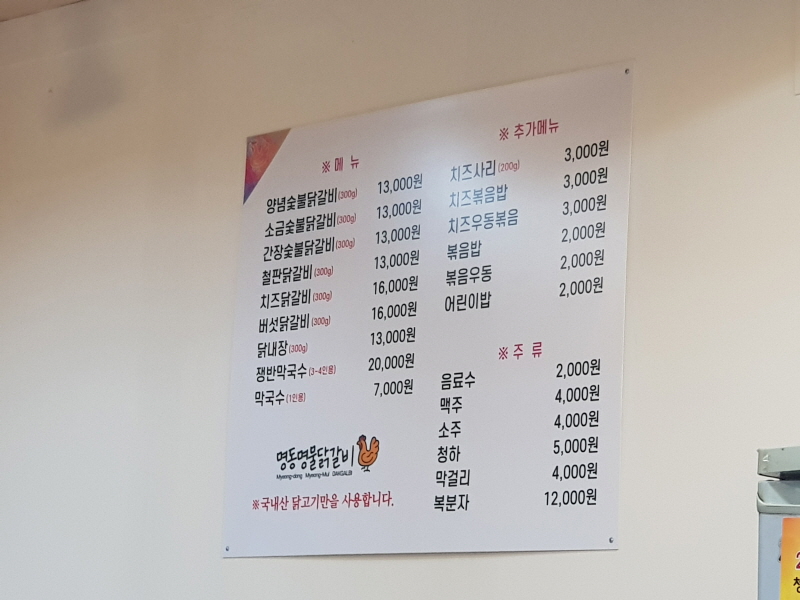 ※ 메 뉴
양념숯불닭갈비(300g) 13,000원
소금숯불닭갈비(300g) 13,000원
간장숯불닭갈비(300g) 13,000원
철판닭갈비(300g) 13,000원
치즈닭갈비(300g) 16,000원
버섯닭갈비(300g) 16,000원
닭내장(300g) 13,000원
쟁반막국수(3~4인용) 20,000원
막국수(1인용) 7,000원
명동명물닭갈비
Myeong-dong Myeong-Mul DAKGALBI
※국내산 닭고기만을 사용합니다.
※ 추가메뉴
치즈사리(200g) 3,000원
치즈볶음밥 3,000원
치즈우동볶음 3,000원
볶음밥 2,000원
볶음우동 2,000원
어린이밥 2,000원
※ 주 류
음료수 2,000원
맥주 4,000원
소주 4,000원
청하 5,000원
막걸리 4,000원
복분자 12,000원